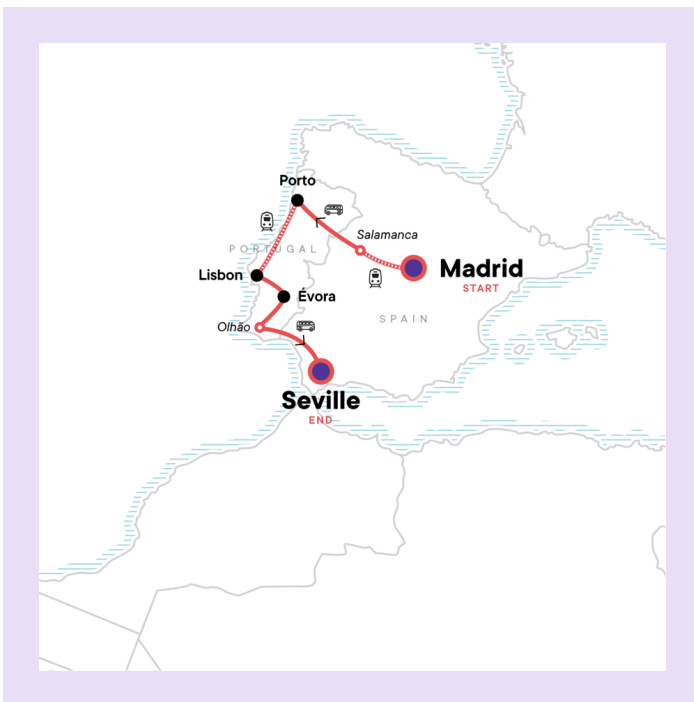 Porto
Salamanca
PORTUGAL
Madrid
START
Lisbon
Évora
SPAIN
Olhão
Seville
END